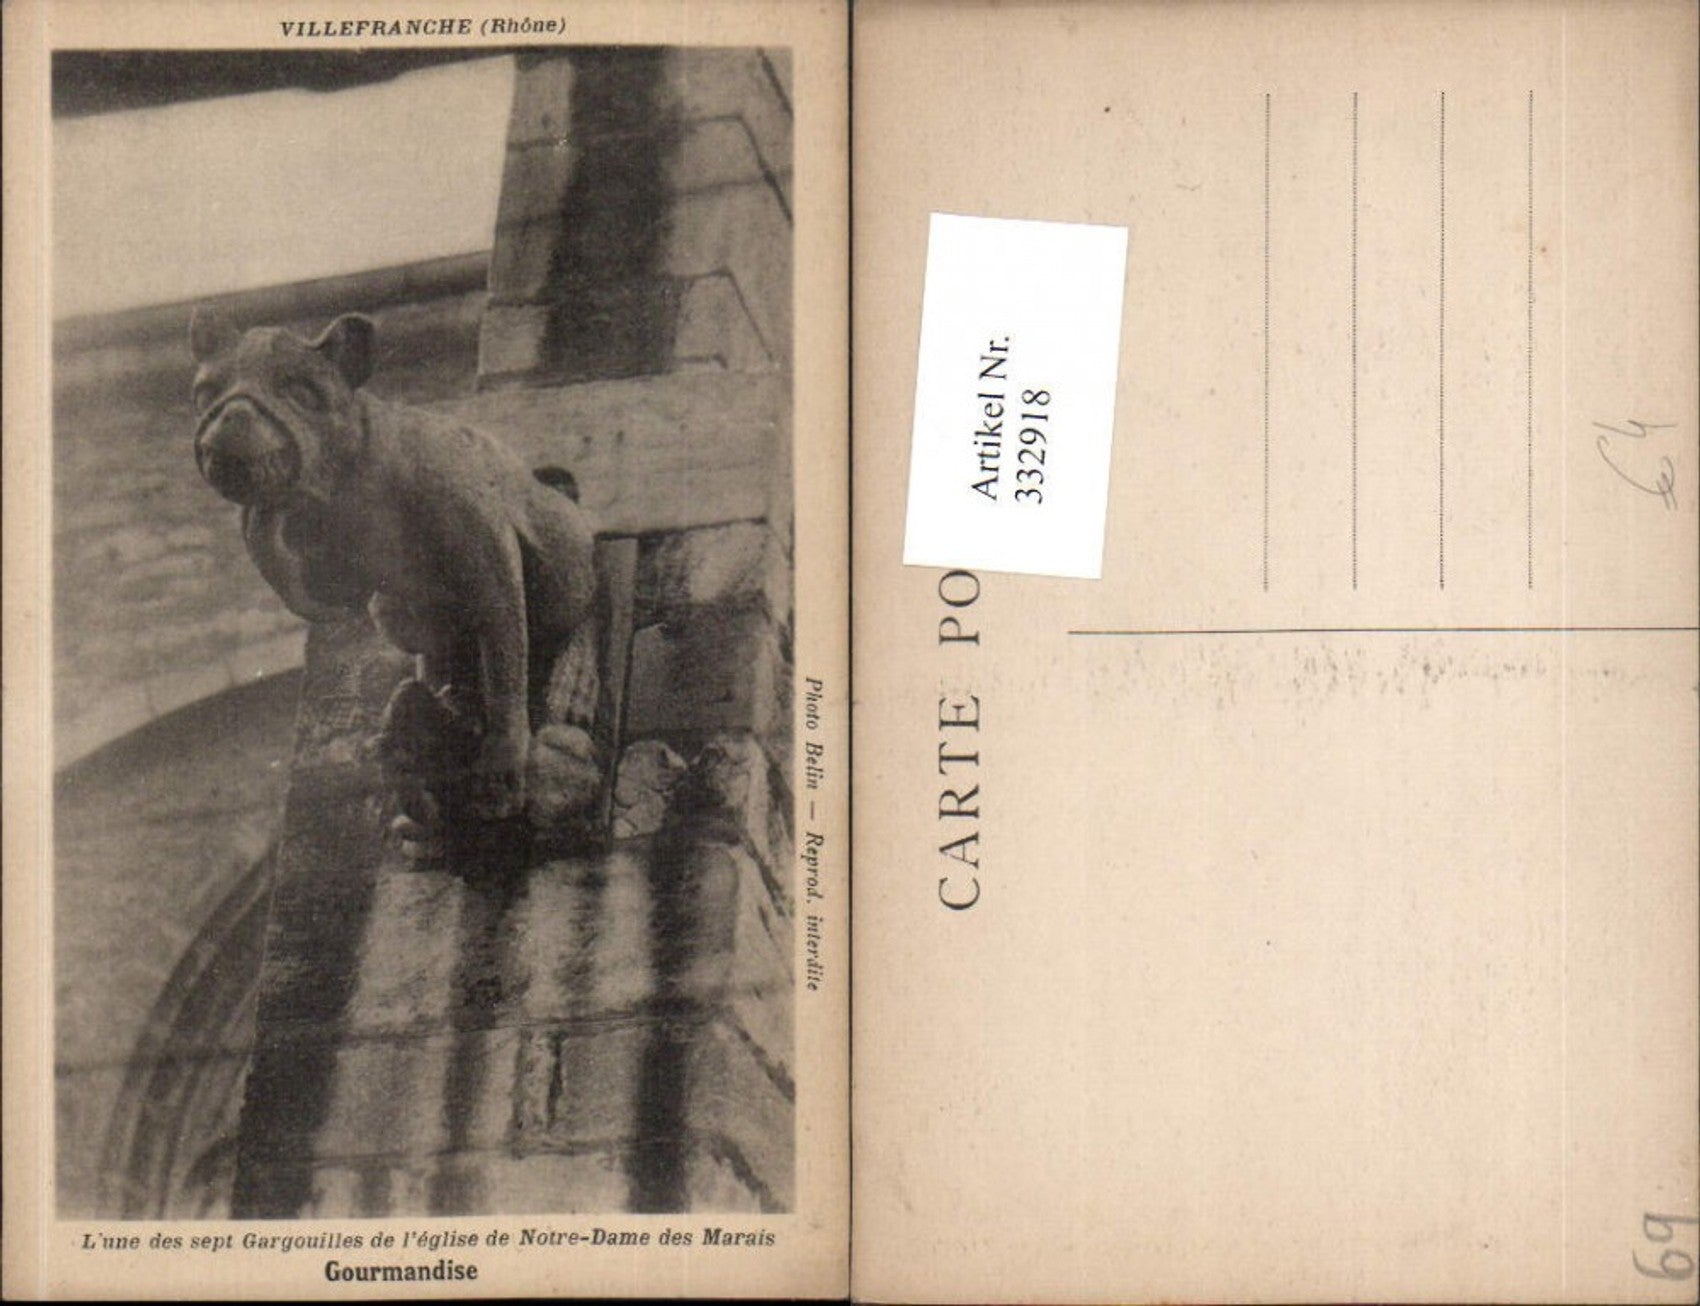 VILLEFRANCHE (Rhône)
Photo Belin — Reprod. interdite
L'une des sept Gargouilles de l'église de Notre-Dame des Marais
Gourmandise
Artikel Nr.
332918
CARTE PO
69